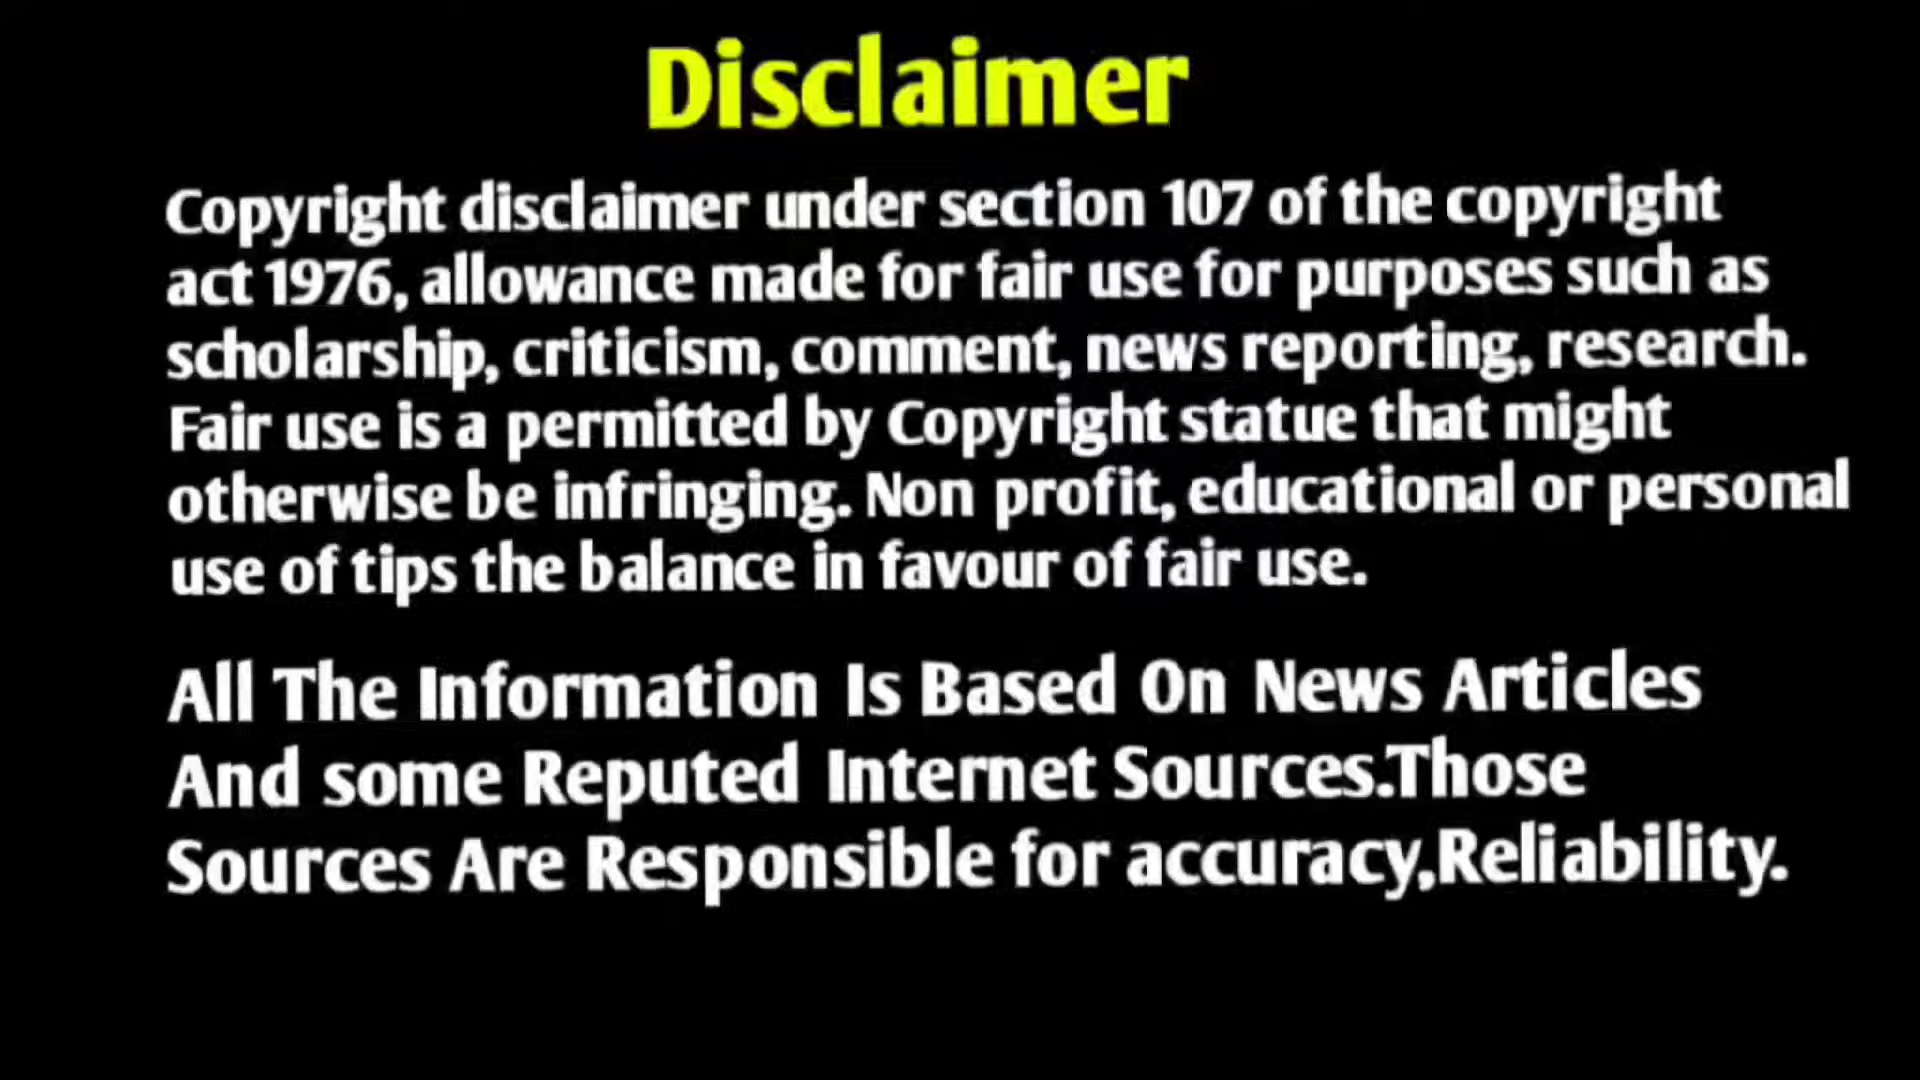 Disclaimer
Copyright disclaimer under section 107 of the copyright
act 1976, allowance made for fair use for purposes such as
scholarship, criticism, comment, news reporting, research.
Fair use is a permitted by Copyright statue that might
otherwise be infringing. Non profit, educational or personal
use of tips the balance in favour of fair use.
All The Information Is Based On News Articles
And some Reputed Internet Sources.Those
Sources Are Responsible for accuracy,Reliability.